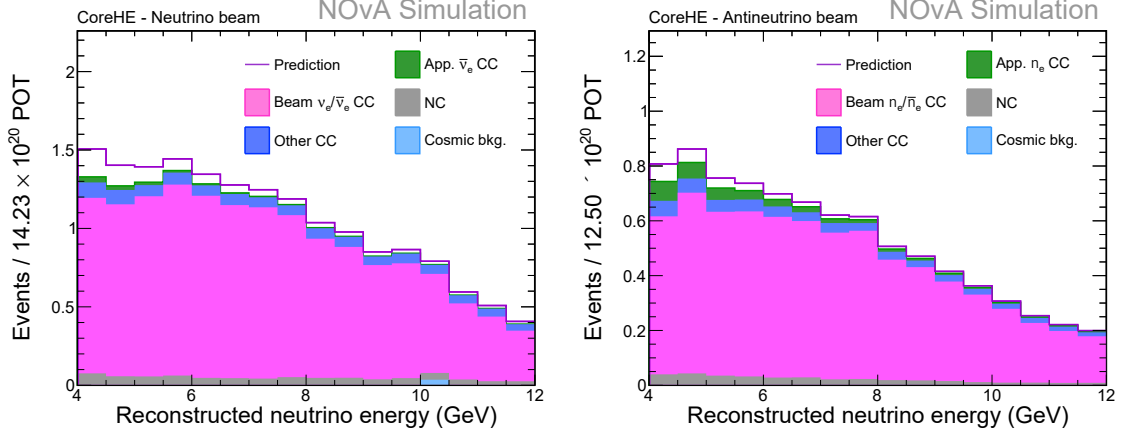 CoreHE - Neutrino beam
NOvA Simulation
Prediction
App. ν̅ₑ CC
Beam νₑ/ν̅ₑ CC
NC
Other CC
Cosmic bkg.
Events / 14.23 × 10²⁰ POT
2
1.5
1
0.5
0
4 6 8 10 12
Reconstructed neutrino energy (GeV)
CoreHE - Antineutrino beam
NOvA Simulation
Prediction
App. nₑ CC
Beam nₑ/n̅ₑ CC
NC
Other CC
Cosmic bkg.
Events / 12.50 ´ 10²⁰ POT
1.2
1
0.8
0.6
0.4
0.2
0
4 6 8 10 12
Reconstructed neutrino energy (GeV)